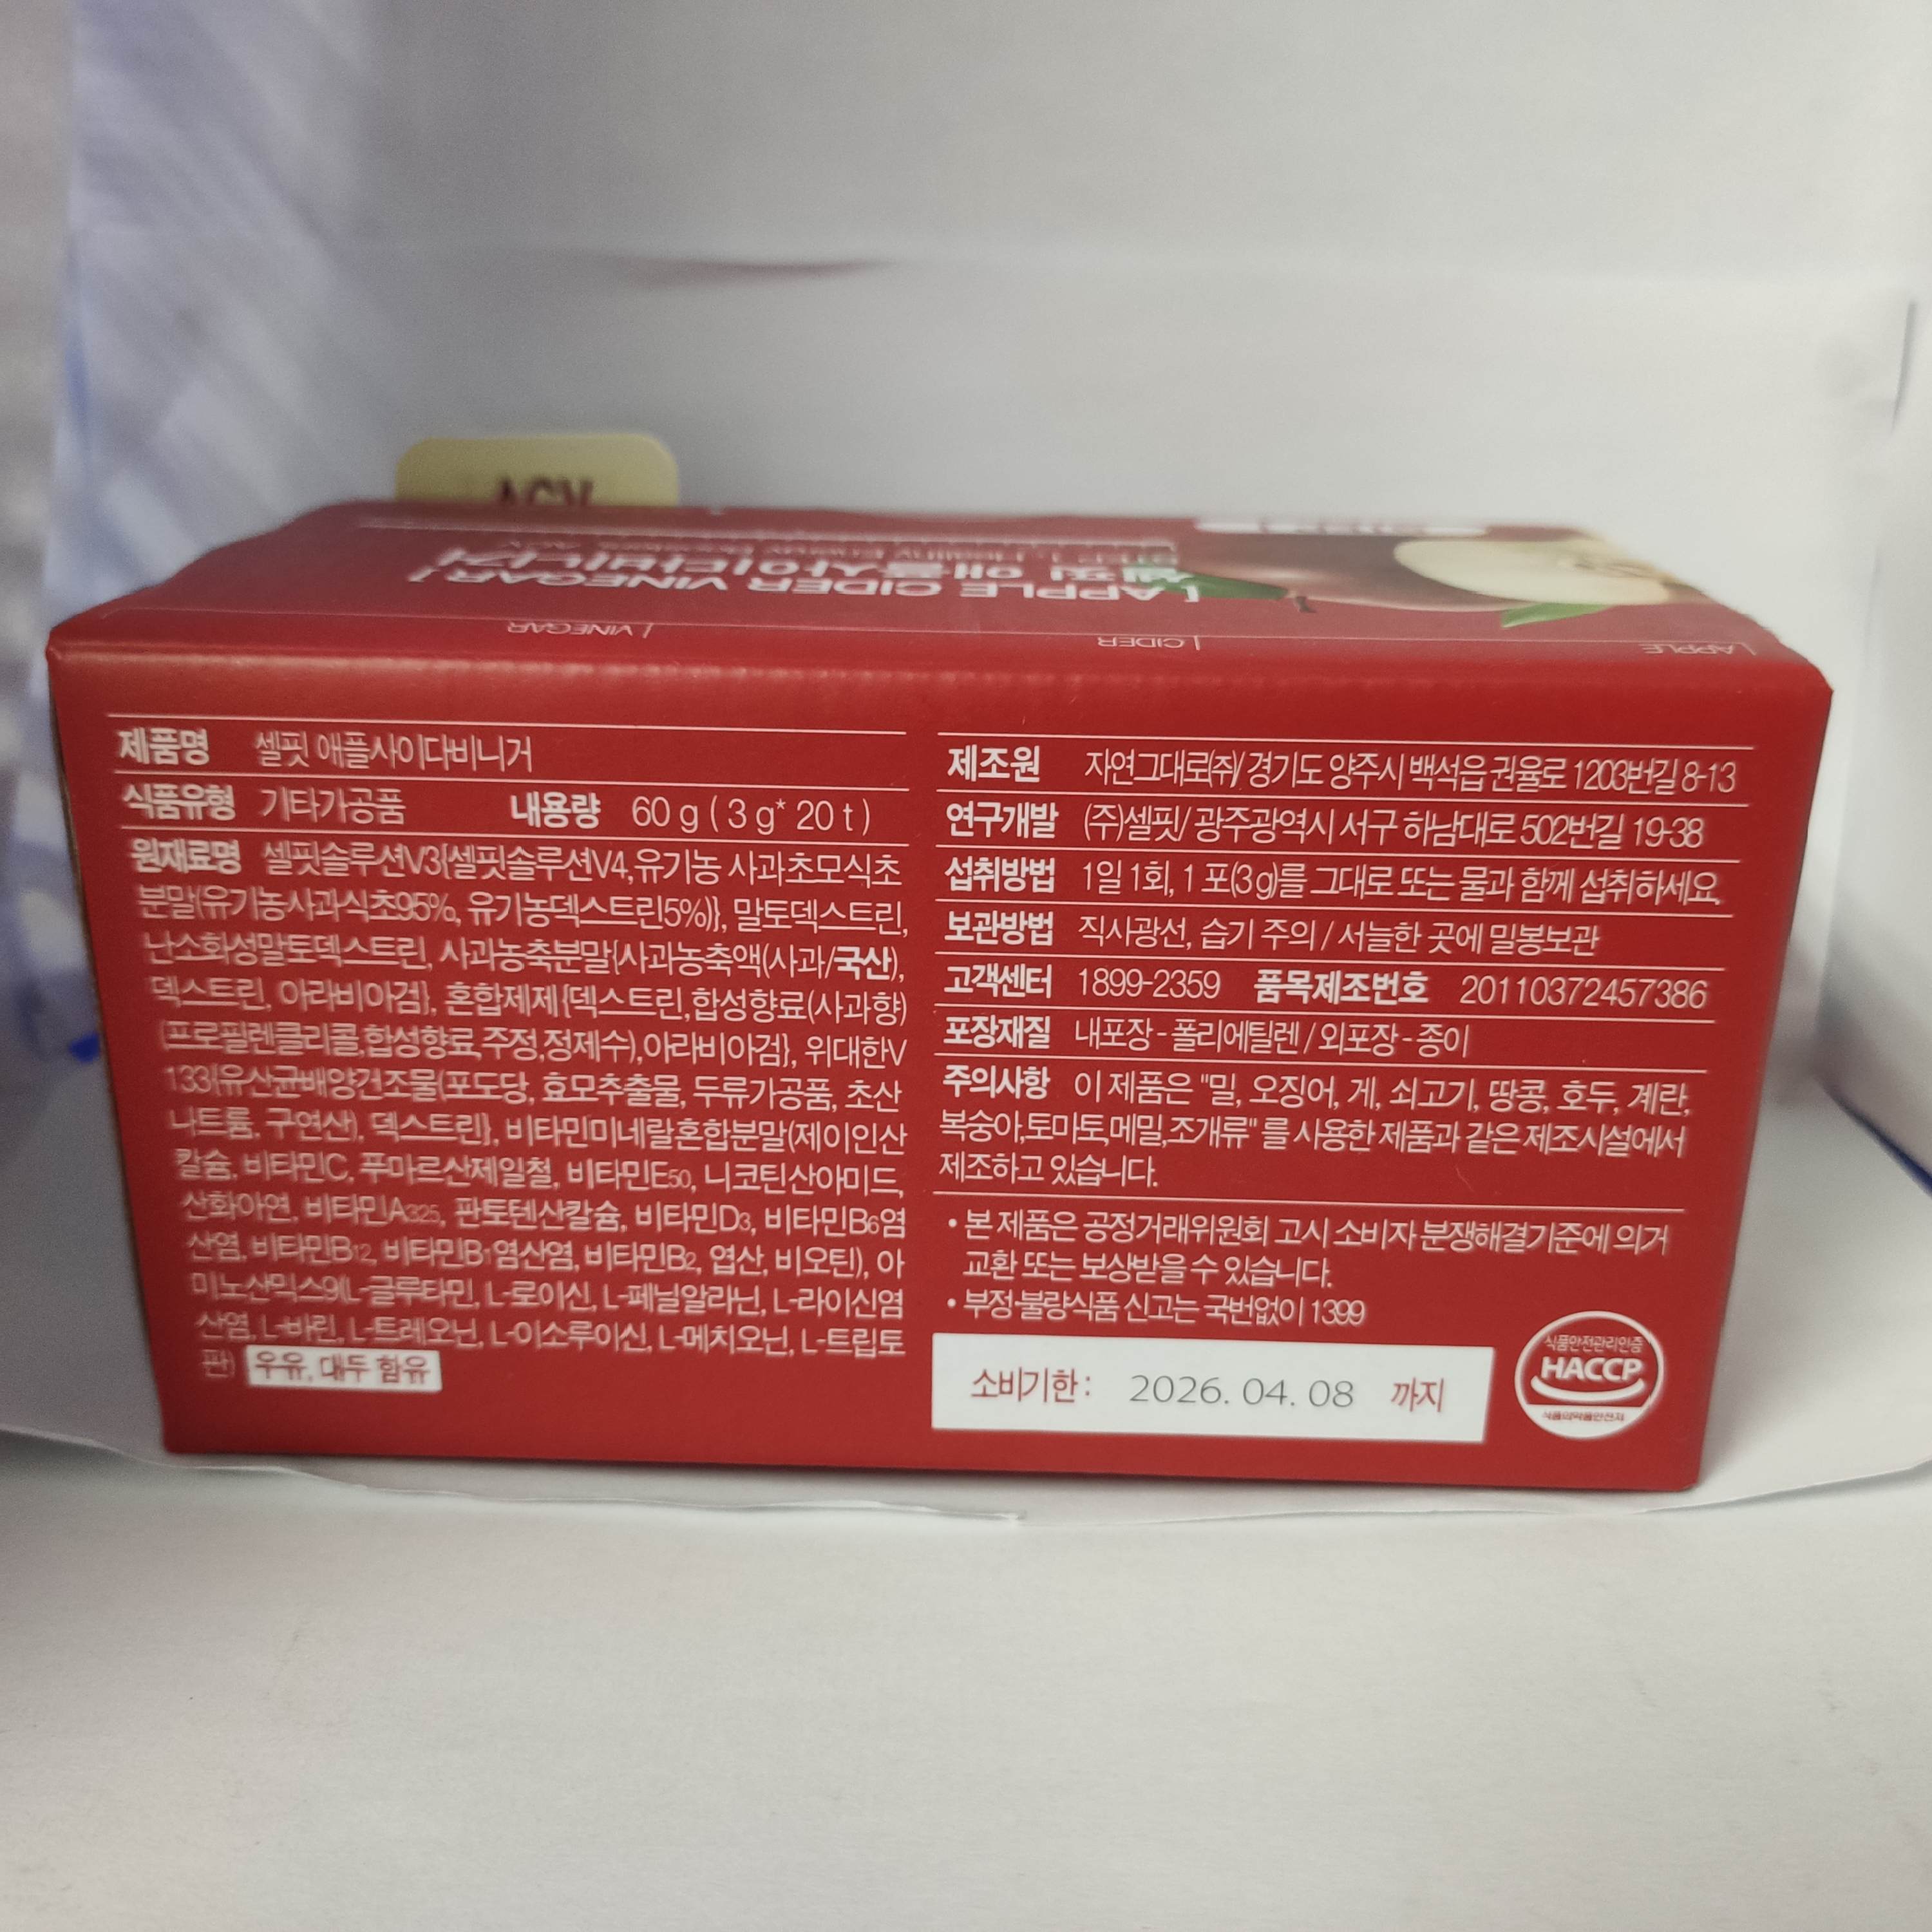 ACV
[ APPLE CIDER VINEGAR ]
셀핏 애플사이다비니거
| APPLE
| CIDER
| VINEGAR
제품명 셀핏 애플사이다비니거
식품유형 기타가공품 내용량 60 g ( 3 g* 20 t )
원재료명 셀핏솔루션V3{셀핏솔루션V4,유기농 사과초모식초
분말(유기농사과식초95%, 유기농덱스트린5%)}, 말토덱스트린,
난소화성말토덱스트린, 사과농축분말{사과농축액(사과/국산),
덱스트린, 아라비아검}, 혼합제제{덱스트린,합성향료(사과향)
(프로필렌클리콜,합성향료,주정,정제수),아라비아검}, 위대한V
133{유산균배양건조물(포도당, 효모추출물, 두류가공품, 초산
나트륨, 구연산), 덱스트린}, 비타민미네랄혼합분말(제이인산
칼슘, 비타민C, 푸마르산제일철, 비타민E50, 니코틴산아미드,
산화아연, 비타민A325, 판토텐산칼슘, 비타민D3, 비타민B6염
산염, 비타민B12, 비타민B1염산염, 비타민B2, 엽산, 비오틴), 아
미노산믹스9(L-글루타민, L-로이신, L-페닐알라닌, L-라이신염
산염, L-바린, L-트레오닌, L-이소루이신, L-메치오닌, L-트립토
판) 우유, 대두 함유
제조원 자연그대로(주)/ 경기도 양주시 백석읍 권율로 1203번길 8-13
연구개발 (주)셀핏/ 광주광역시 서구 하남대로 502번길 19-38
섭취방법 1일 1회, 1 포(3 g)를 그대로 또는 물과 함께 섭취하세요.
보관방법 직사광선, 습기 주의 / 서늘한 곳에 밀봉보관
고객센터 1899-2359 품목제조번호 20110372457386
포장재질 내포장 - 폴리에틸렌 / 외포장 - 종이
주의사항 이 제품은 "밀, 오징어, 게, 쇠고기, 땅콩, 호두, 계란,
복숭아,토마토,메밀,조개류" 를 사용한 제품과 같은 제조시설에서
제조하고 있습니다.
• 본 제품은 공정거래위원회 고시 소비자 분쟁해결기준에 의거
교환 또는 보상받을 수 있습니다.
• 부정·불량식품 신고는 국번없이 1399
소비기한 : 2026. 04. 08 까지
식품안전관리인증
HACCP
식품의약품안전처